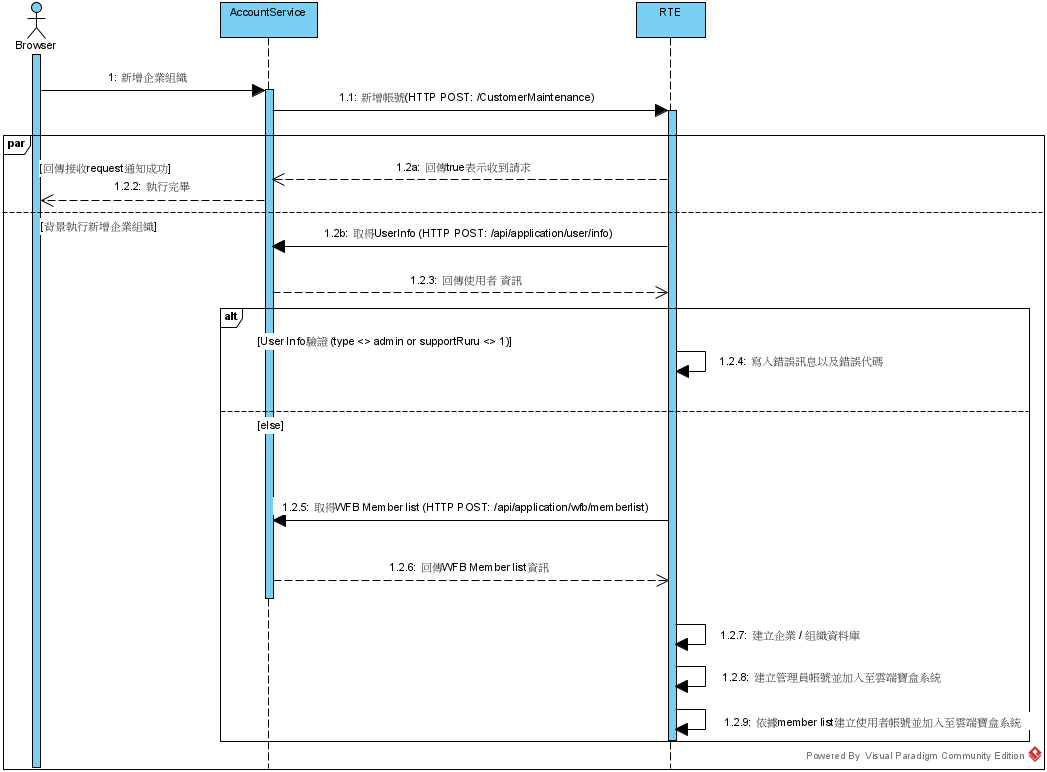 Browser
AccountService
RTE
1: 新增企業組織
1.1: 新增帳號(HTTP POST: /CustomerMaintenance)
par
[回傳接收request通知成功]
1.2a: 回傳true表示收到請求
1.2.2: 執行完畢
[背景執行新增企業組織]
1.2b: 取得UserInfo (HTTP POST: /api/application/user/info)
1.2.3: 回傳使用者 資訊
alt
[User Info驗證 (type <> admin or supportRuru <> 1)]
1.2.4: 寫入錯誤訊息以及錯誤代碼
[else]
1.2.5: 取得WFB Member list (HTTP POST: /api/application/wfb/memberlist)
1.2.6: 回傳WFB Member list資訊
1.2.7: 建立企業 / 組織資料庫
1.2.8: 建立管理員帳號並加入至雲端寶盒系統
1.2.9: 依據member list建立使用者帳號並加入至雲端寶盒系統
Powered By Visual Paradigm Community Edition